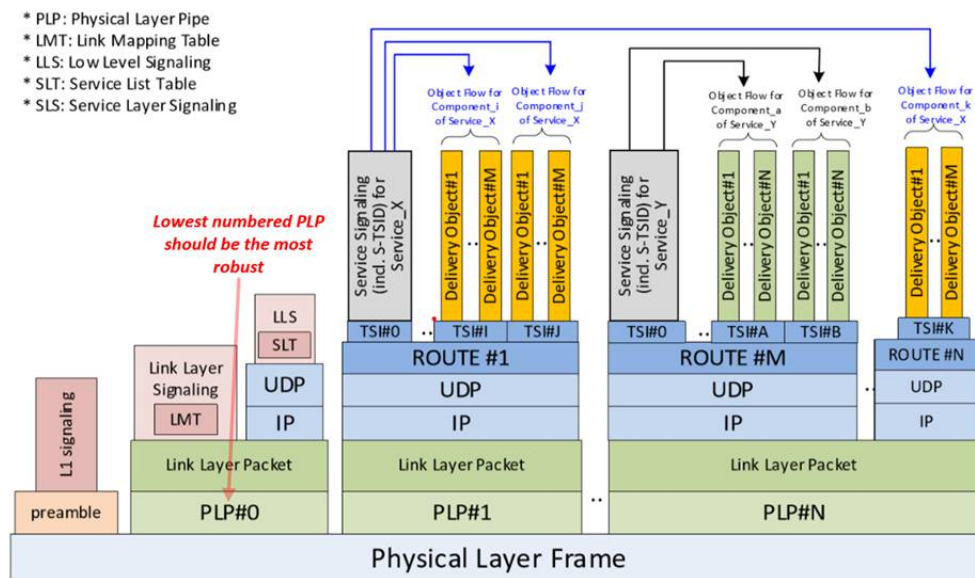 * PLP: Physical Layer Pipe
* LMT: Link Mapping Table
* LLS: Low Level Signaling
* SLT: Service List Table
* SLS: Service Layer Signaling
Lowest numbered PLP
should be the most
robust
Object Flow for
Component_i
of Service_X
Object Flow for
Component_j
of Service_X
Object Flow for
Component_a
of Service_Y
Object Flow for
Component_b
of Service_Y
Object Flow for
Component_k
of Service_X
Service Signaling
(incl. S-TSID) for
Service_X
Delivery Object#1
..
Delivery Object#M
Delivery Object#1
..
Delivery Object#M
Service Signaling
(incl. S-TSID) for
Service_Y
Delivery Object#1
..
Delivery Object#N
Delivery Object#1
..
Delivery Object#N
Delivery Object#1
..
Delivery Object#M
TSI#0
..
TSI#I
TSI#J
TSI#0
..
TSI#A
TSI#B
TSI#K
LLS
SLT
UDP
IP
Link Layer
Signaling
LMT
ROUTE #1
UDP
IP
ROUTE #M
UDP
IP
..
ROUTE #N
UDP
IP
L1 signaling
preamble
Link Layer Packet
PLP#0
Link Layer Packet
PLP#1
..
Link Layer Packet
PLP#N
Physical Layer Frame